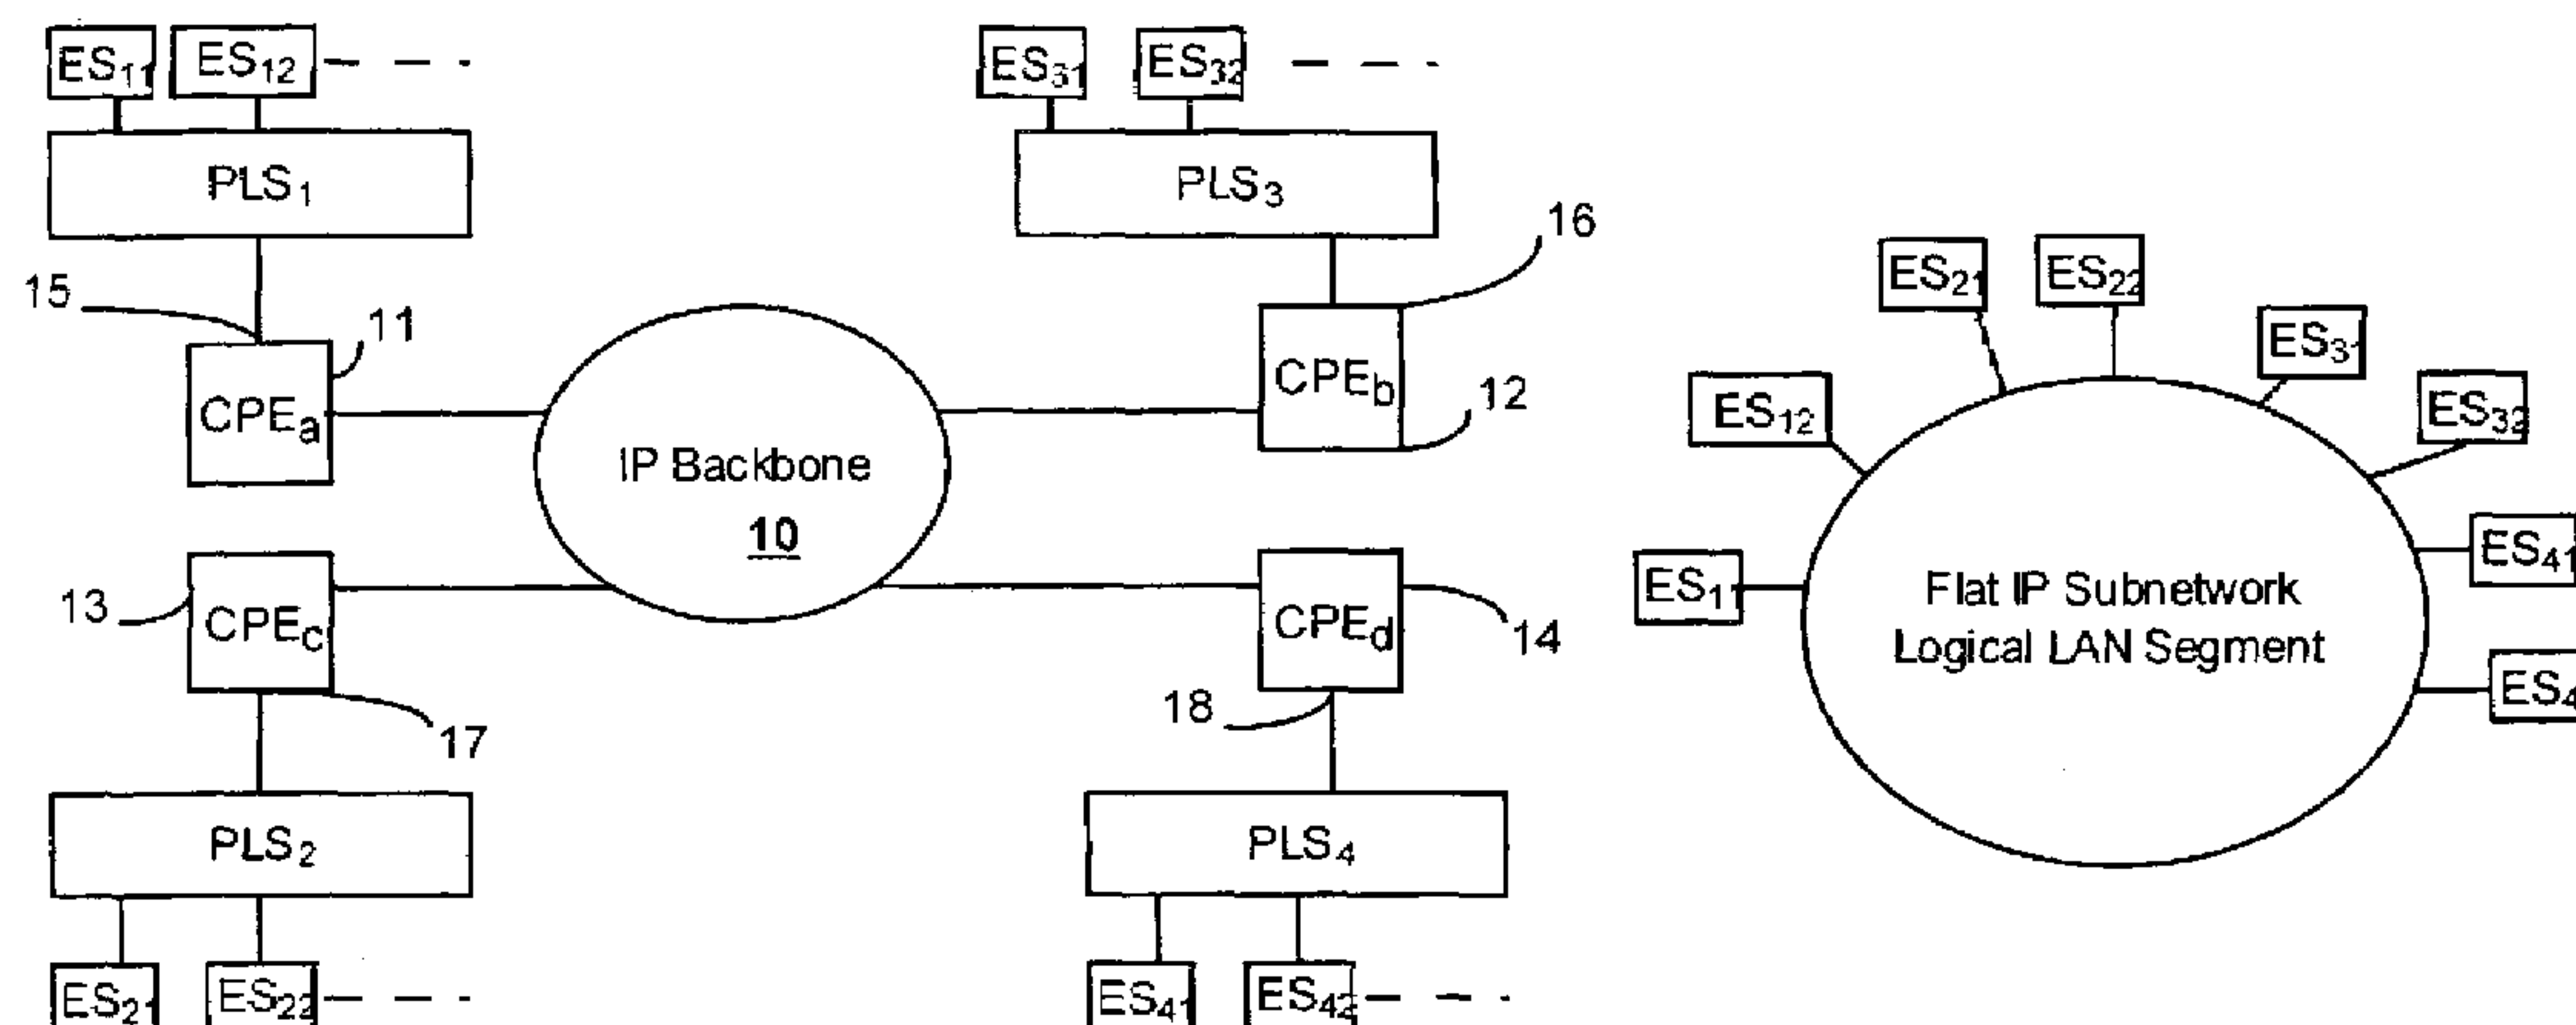 ES11 ES12
ES31 ES32
PLS1
PLS3
16
15
11
CPEa
CPEb
12
IP Backbone
10
13
CPEc
CPEd
14
17
18
PLS2
PLS4
ES21 ES22
ES41 ES42
ES21 ES22
ES31
ES12
ES32
ES41
ES1
Flat IP Subnetwork
Logical LAN Segment
ES4